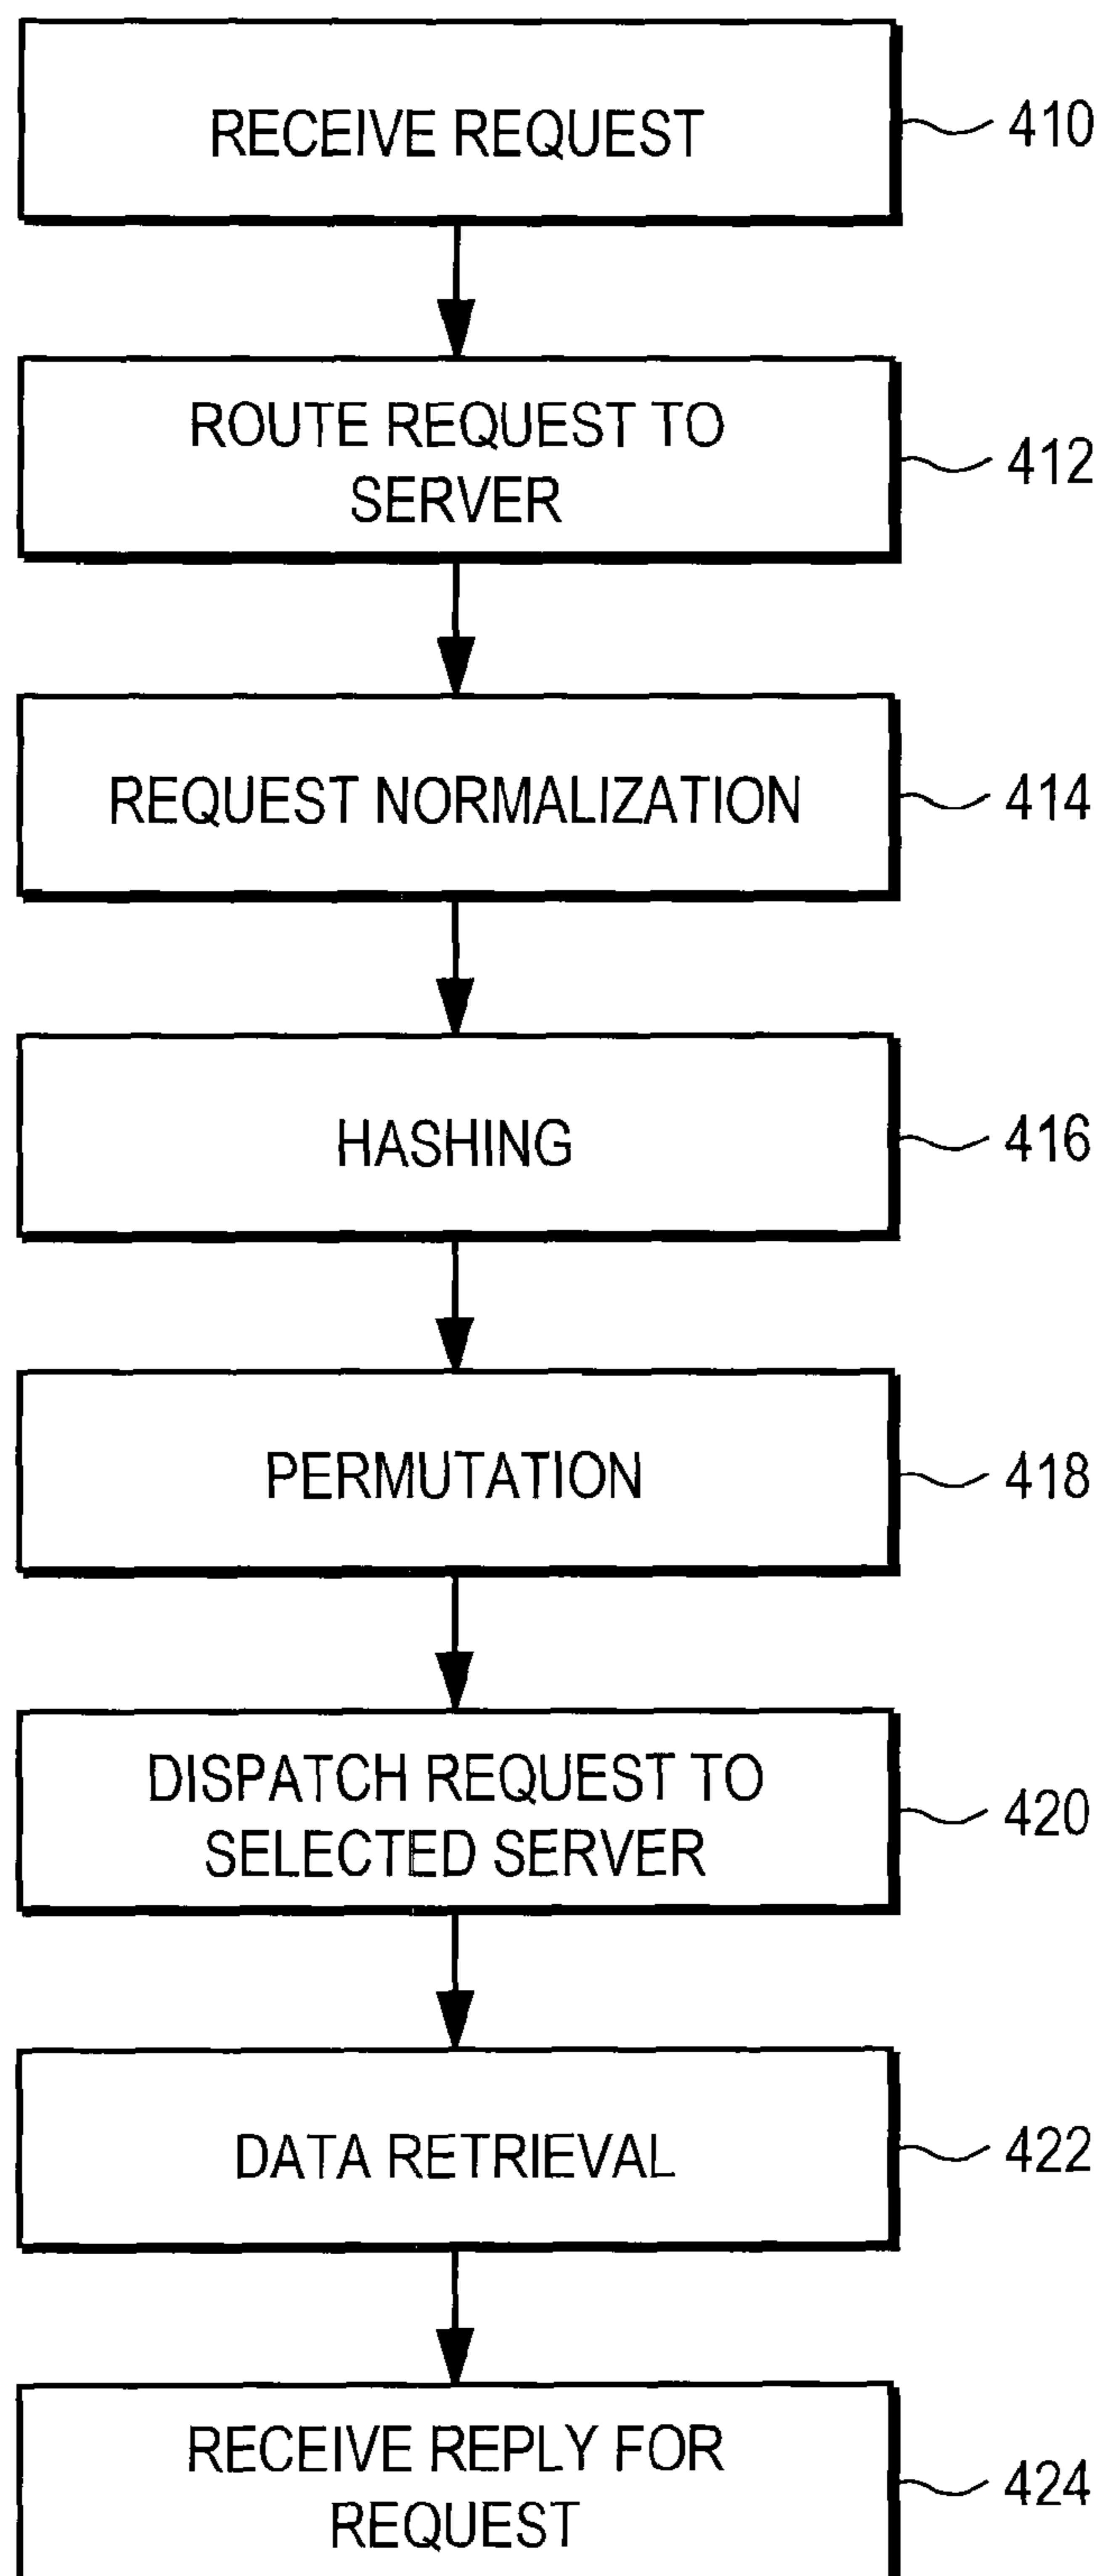 RECEIVE REQUEST
410
ROUTE REQUEST TO
SERVER
412
REQUEST NORMALIZATION
414
HASHING
416
PERMUTATION
418
DISPATCH REQUEST TO
SELECTED SERVER
420
DATA RETRIEVAL
422
RECEIVE REPLY FOR
REQUEST
424